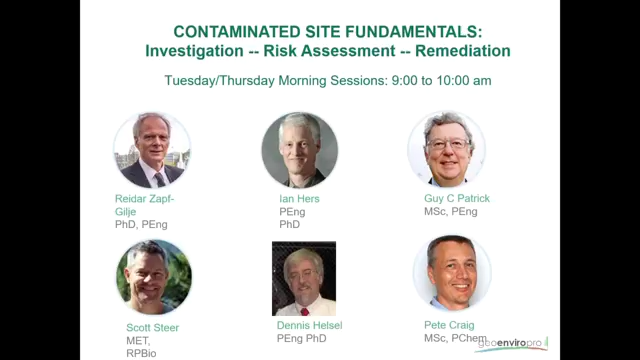 CONTAMINATED SITE FUNDAMENTALS:
Investigation -- Risk Assessment -- Remediation
Tuesday/Thursday Morning Sessions: 9:00 to 10:00 am
Reidar Zapf-
Gilje
PhD, PEng
Ian Hers
PEng
PhD
Guy C Patrick
MSc, PEng
Scott Steer
MET,
RPBio
Dennis Helsel
PEng PhD
Pete Craig
MSc, PChem
geoenviropro